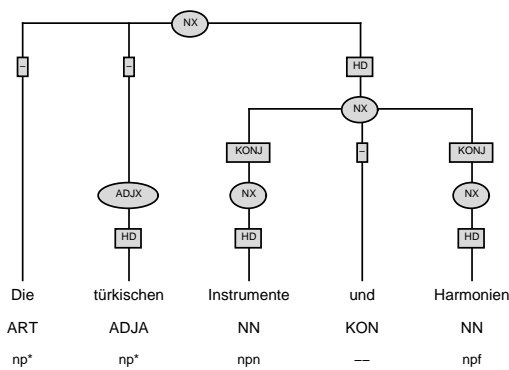 NX
– – HD
NX
KONJ – KONJ
ADJX NX NX
HD HD HD
Die türkischen Instrumente und Harmonien
ART ADJA NN KON NN
np* np* npn –– npf